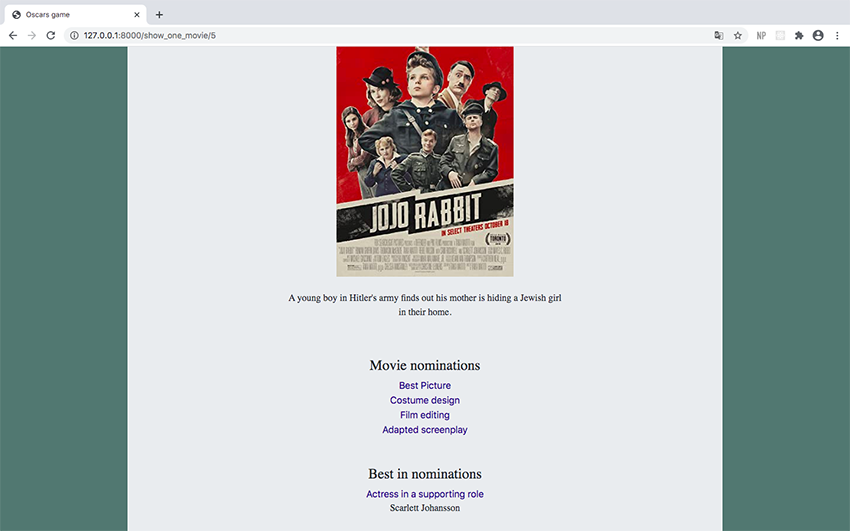 Oscars game
127.0.0.1:8000/show_one_movie/5
NP
JOJO RABBIT
IN SELECT THEATERS OCTOBER 18
TORONTO
A young boy in Hitler's army finds out his mother is hiding a Jewish girl
in their home.
Movie nominations
Best Picture
Costume design
Film editing
Adapted screenplay
Best in nominations
Actress in a supporting role
Scarlett Johansson